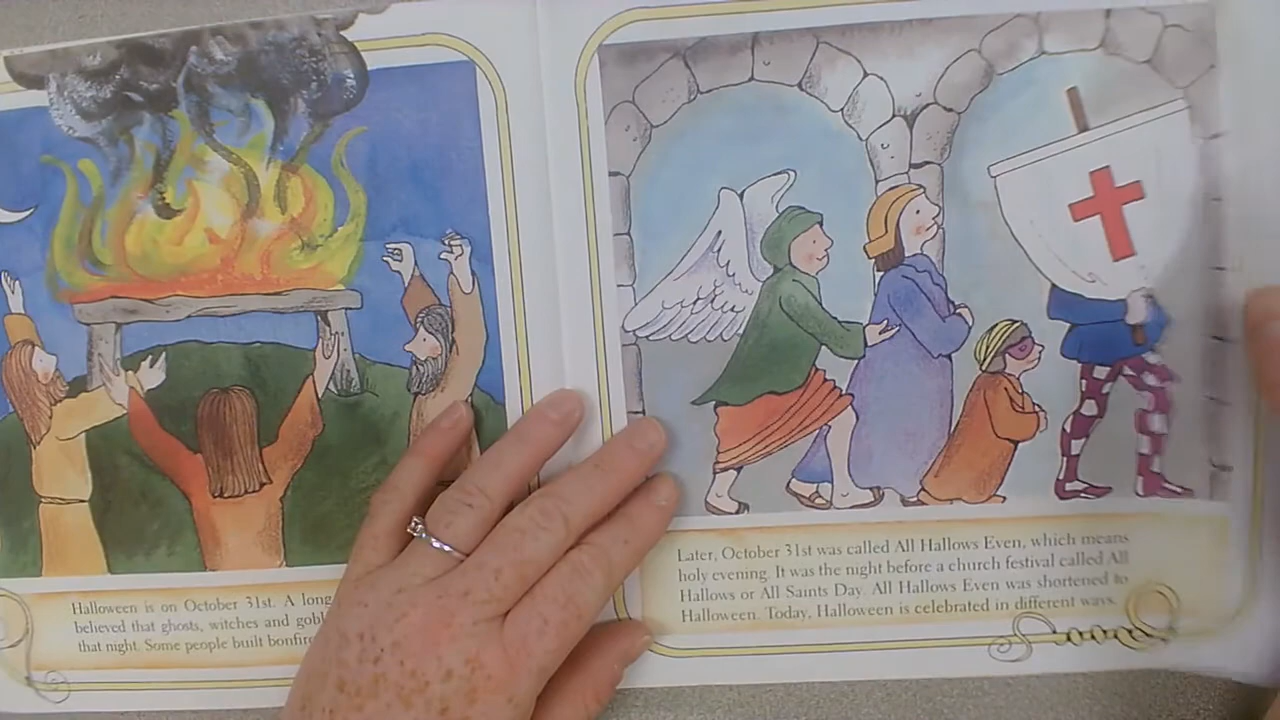 Halloween is on October 31st. A long
believed that ghosts, witches and gobl
that night. Some people built bonfir
Later, October 31st was called All Hallows Even, which means
holy evening. It was the night before a church festival called All
Hallows or All Saints Day. All Hallows Even was shortened to
Halloween. Today, Halloween is celebrated in different ways.